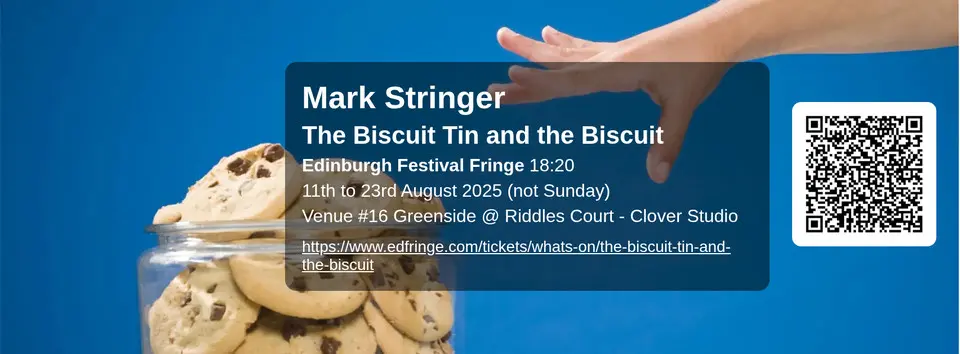 Mark Stringer
The Biscuit Tin and the Biscuit
Edinburgh Festival Fringe 18:20
11th to 23rd August 2025 (not Sunday)
Venue #16 Greenside @ Riddles Court - Clover Studio
https://www.edfringe.com/tickets/whats-on/the-biscuit-tin-and-
the-biscuit